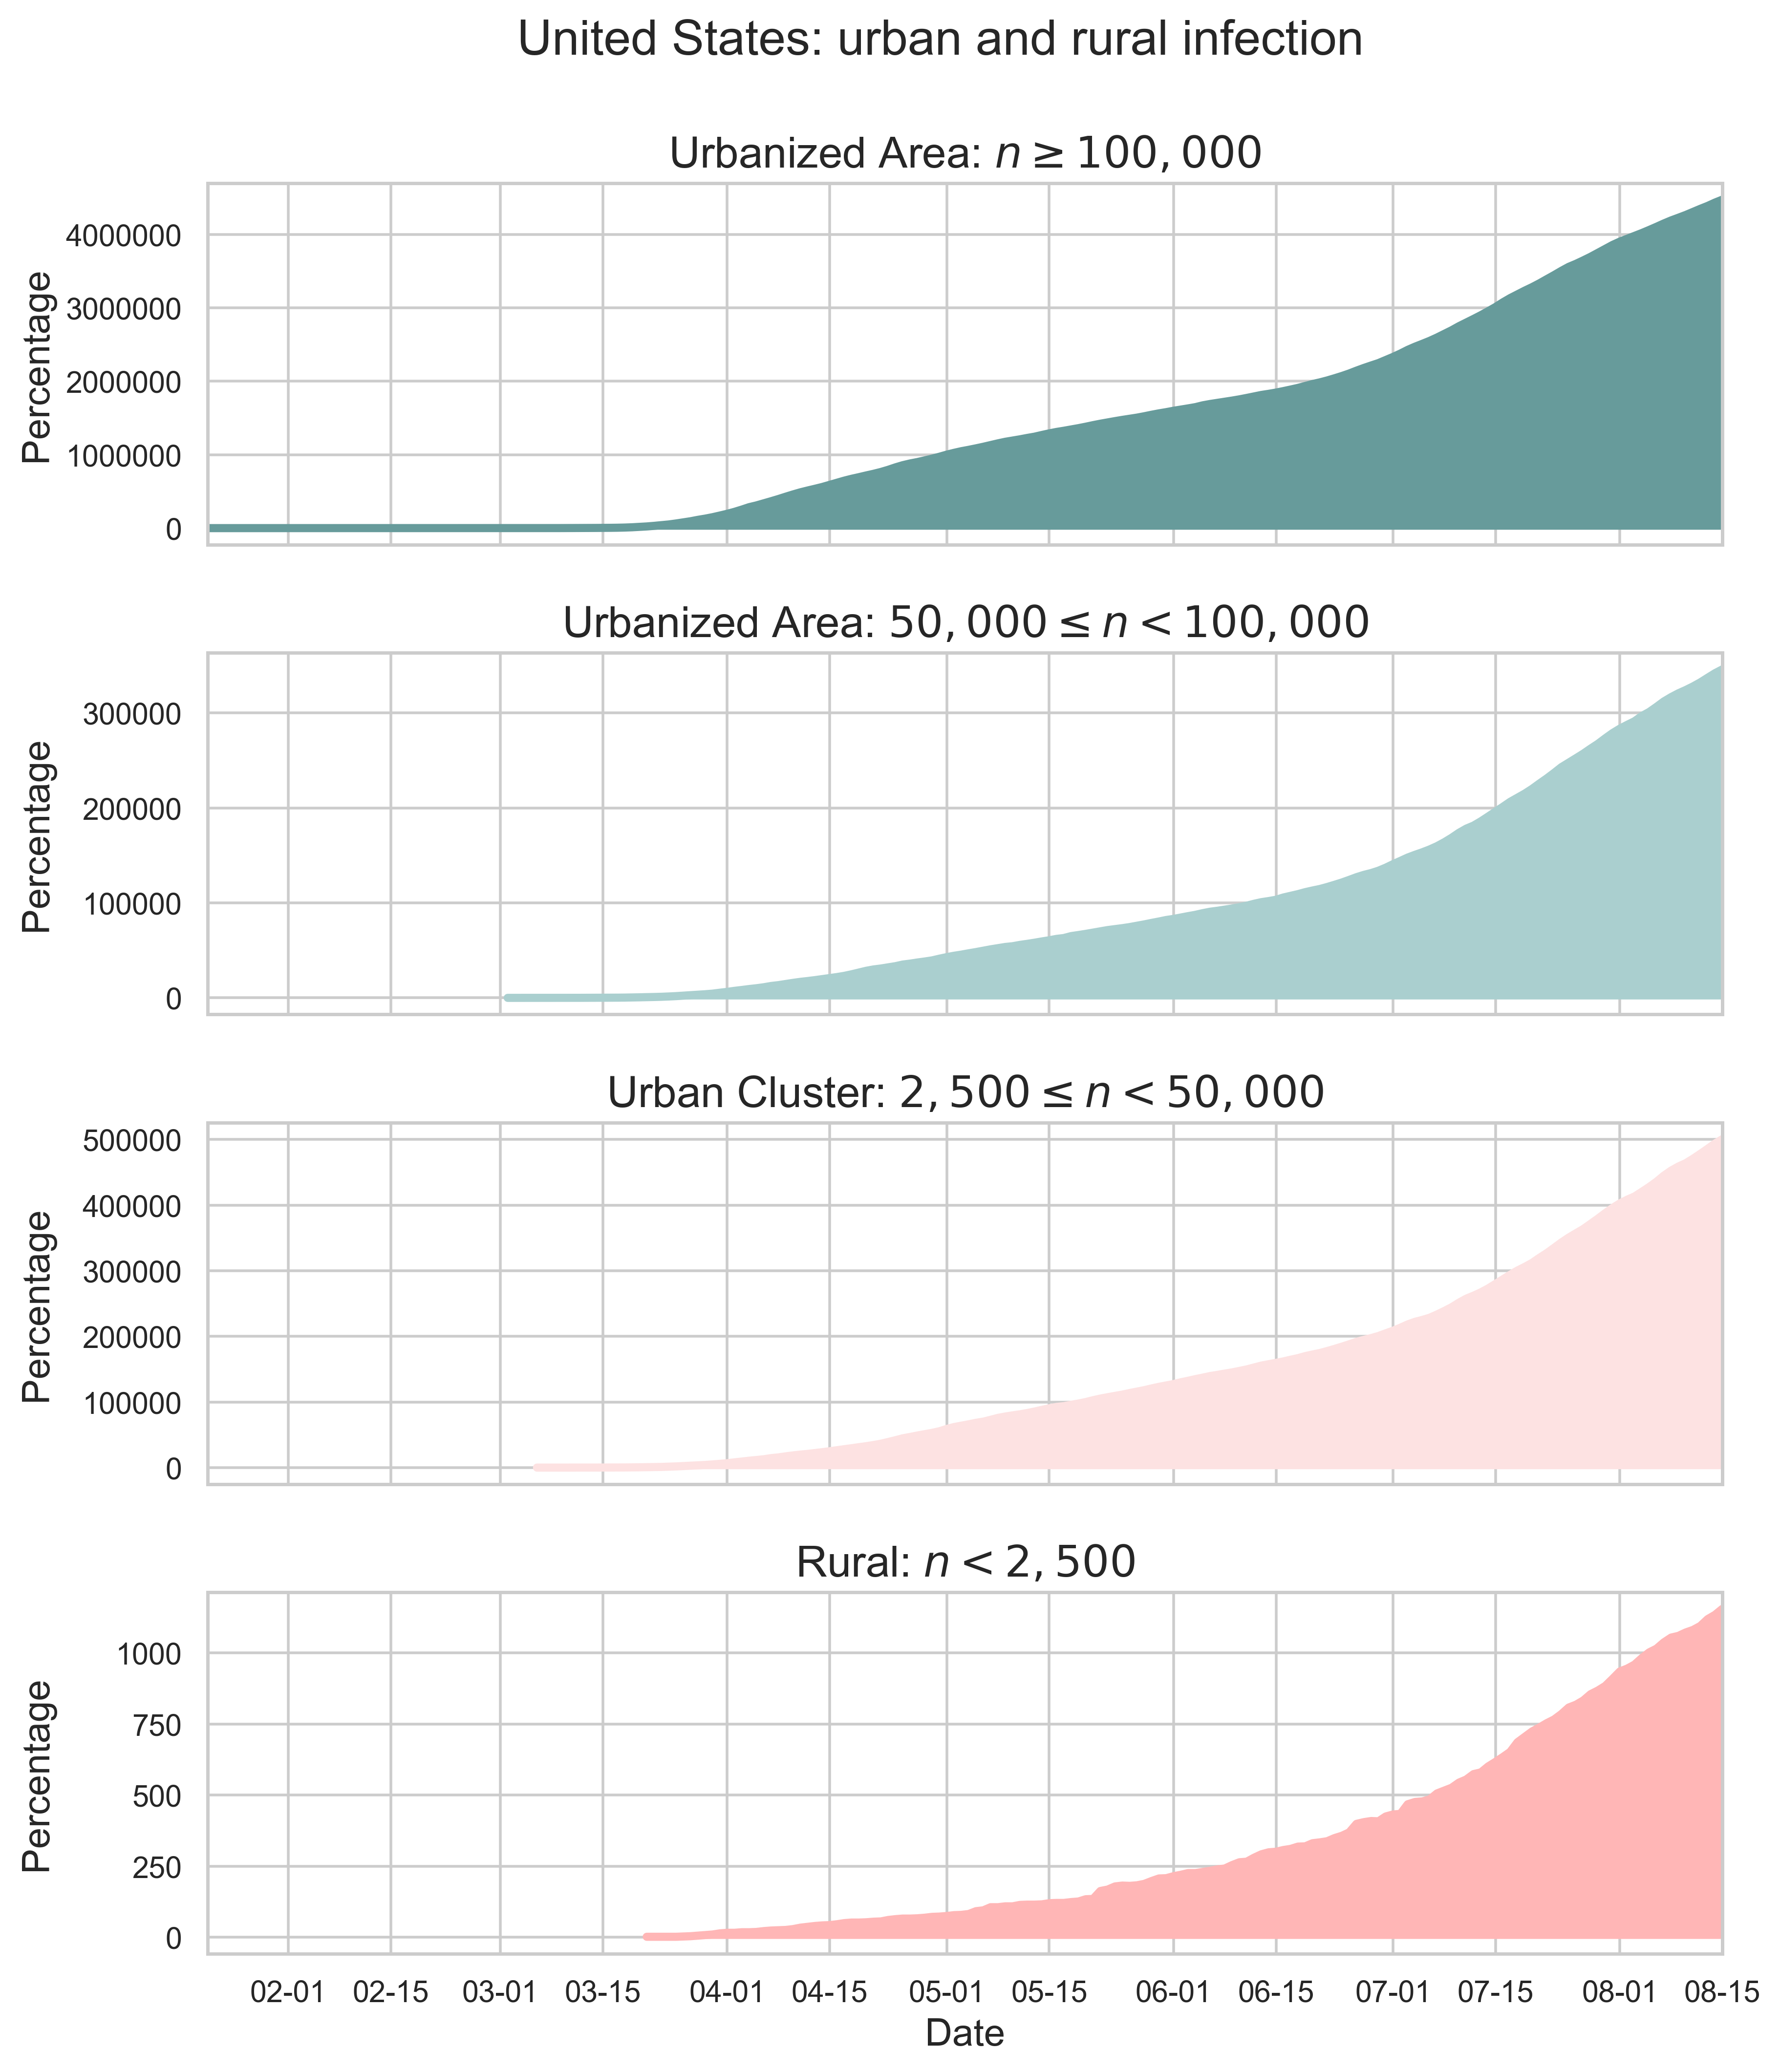 United States: urban and rural infection
Urbanized Area: n ≥ 100, 000
Percentage
4000000
3000000
2000000
1000000
0
Urbanized Area: 50, 000 ≤ n < 100, 000
Percentage
300000
200000
100000
0
Urban Cluster: 2, 500 ≤ n < 50, 000
Percentage
500000
400000
300000
200000
100000
0
Rural: n < 2, 500
Percentage
1000
750
500
250
0
02-01 02-15 03-01 03-15 04-01 04-15 05-01 05-15 06-01 06-15 07-01 07-15 08-01 08-15
Date